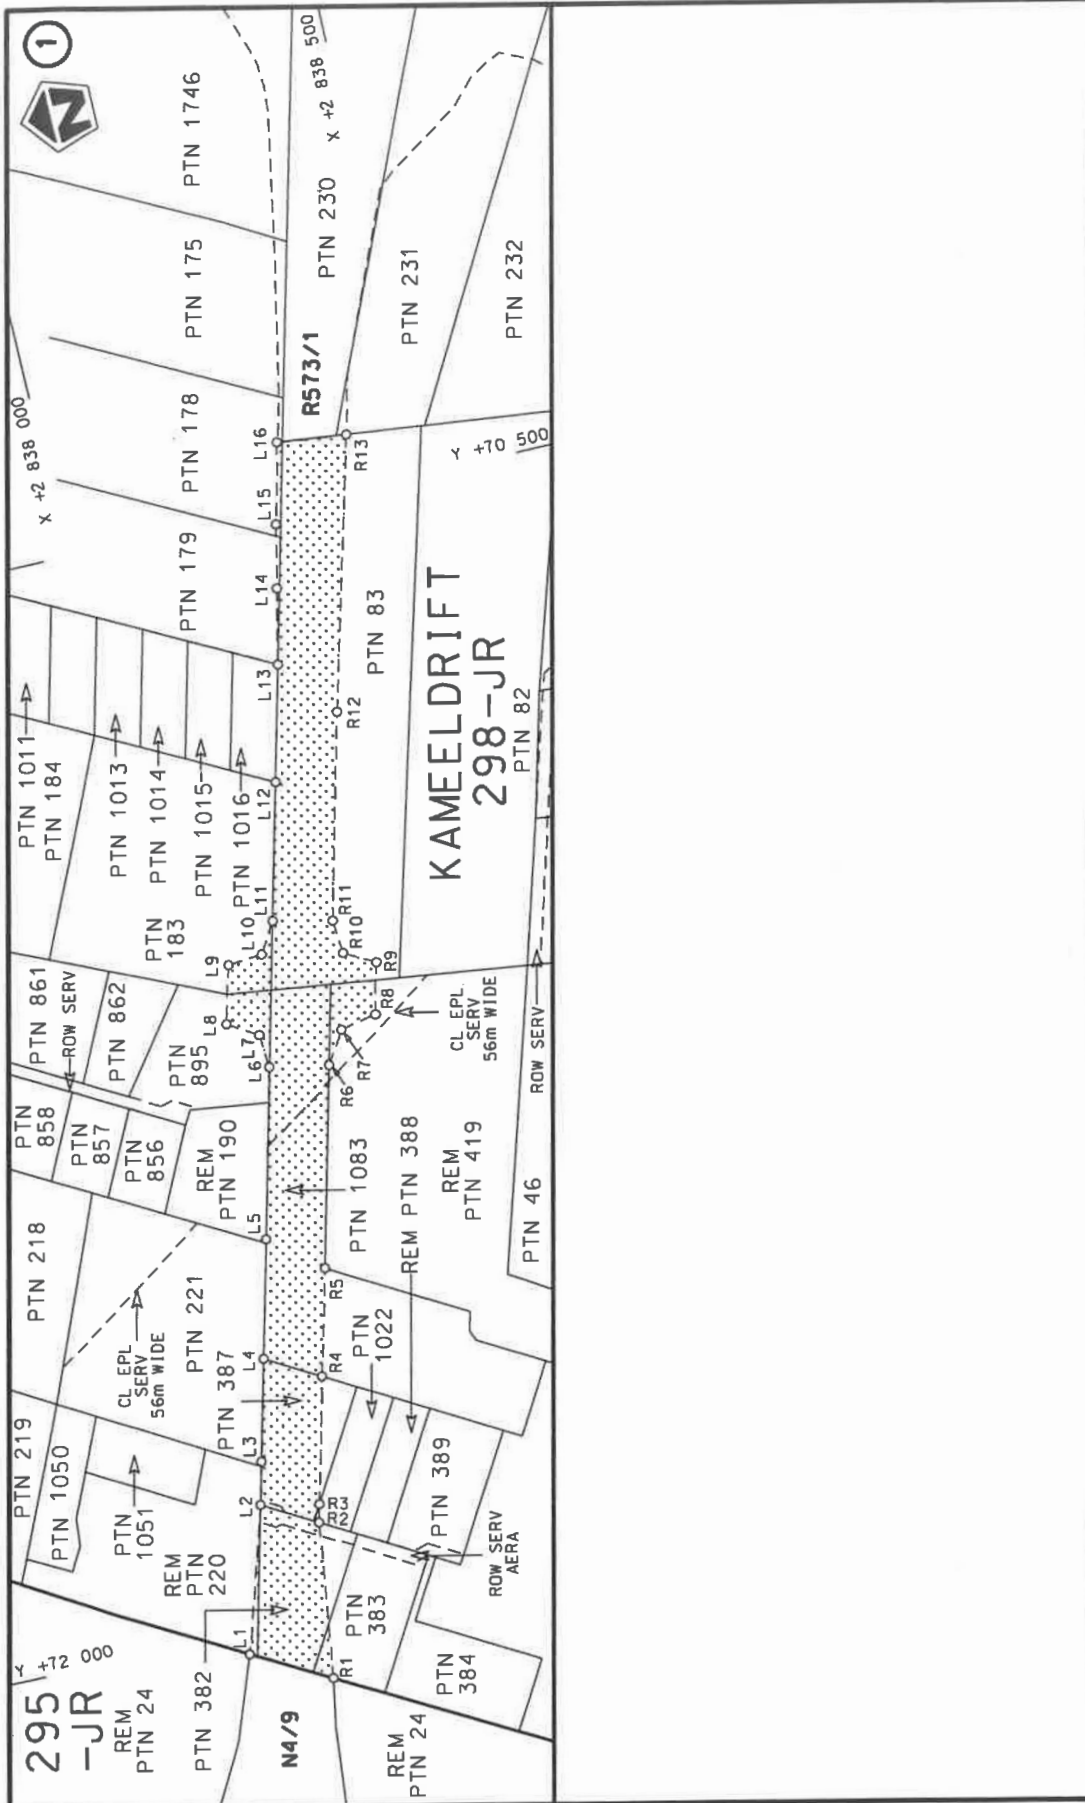 1
N
295
-JR
Y +72 000
REM
PTN 24
PTN 382
N4/9
REM
PTN 24
PTN 219
PTN 1050
PTN
1051
REM
PTN
220
L1
R1
PTN
383
PTN
384
ROW SERV
AERA
PTN 389
L2
R2
R3
L3
PTN 387
L4
R4
PTN
1022
REM PTN 388
PTN 218
CL EPL
SERV
56m WIDE
PTN 221
L5
R5
PTN 1083
REM
PTN 419
PTN 46
PTN
858
PTN
857
PTN
856
REM
PTN 190
PTN 861
ROW SERV
PTN 862
PTN
895
L6
L7
L8
L9
L10
L11
R6
R7
R8
R9
R10
R11
CL EPL
SERV
56m WIDE
ROW SERV
PTN
183
PTN 1011
PTN 184
PTN 1013
PTN 1014
PTN 1015
PTN 1016
L12
R12
L13
L14
L15
L16
R13
PTN 83
KAMEELDRIFT
298-JR
PTN 82
X +2 838 000
PTN 179
PTN 178
PTN 175
PTN 1746
R573/1
PTN 230
X +2 838 500
PTN 231
PTN 232
Y +70 500